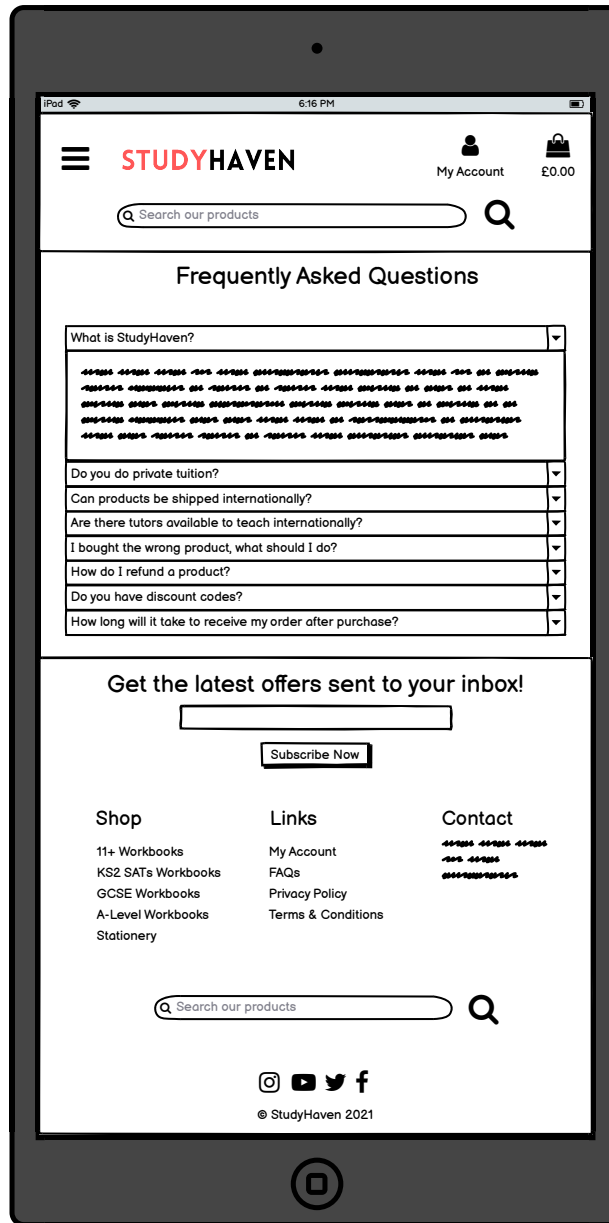 iPad
6:16 PM
STUDYHAVEN
My Account
£0.00
Search our products
Frequently Asked Questions
What is StudyHaven?
Do you do private tuition?
Can products be shipped internationally?
Are there tutors available to teach internationally?
I bought the wrong product, what should I do?
How do I refund a product?
Do you have discount codes?
How long will it take to receive my order after purchase?
Get the latest offers sent to your inbox!
Subscribe Now
Shop
11+ Workbooks
KS2 SATs Workbooks
GCSE Workbooks
A-Level Workbooks
Stationery
Links
My Account
FAQs
Privacy Policy
Terms & Conditions
Contact
Search our products
© StudyHaven 2021